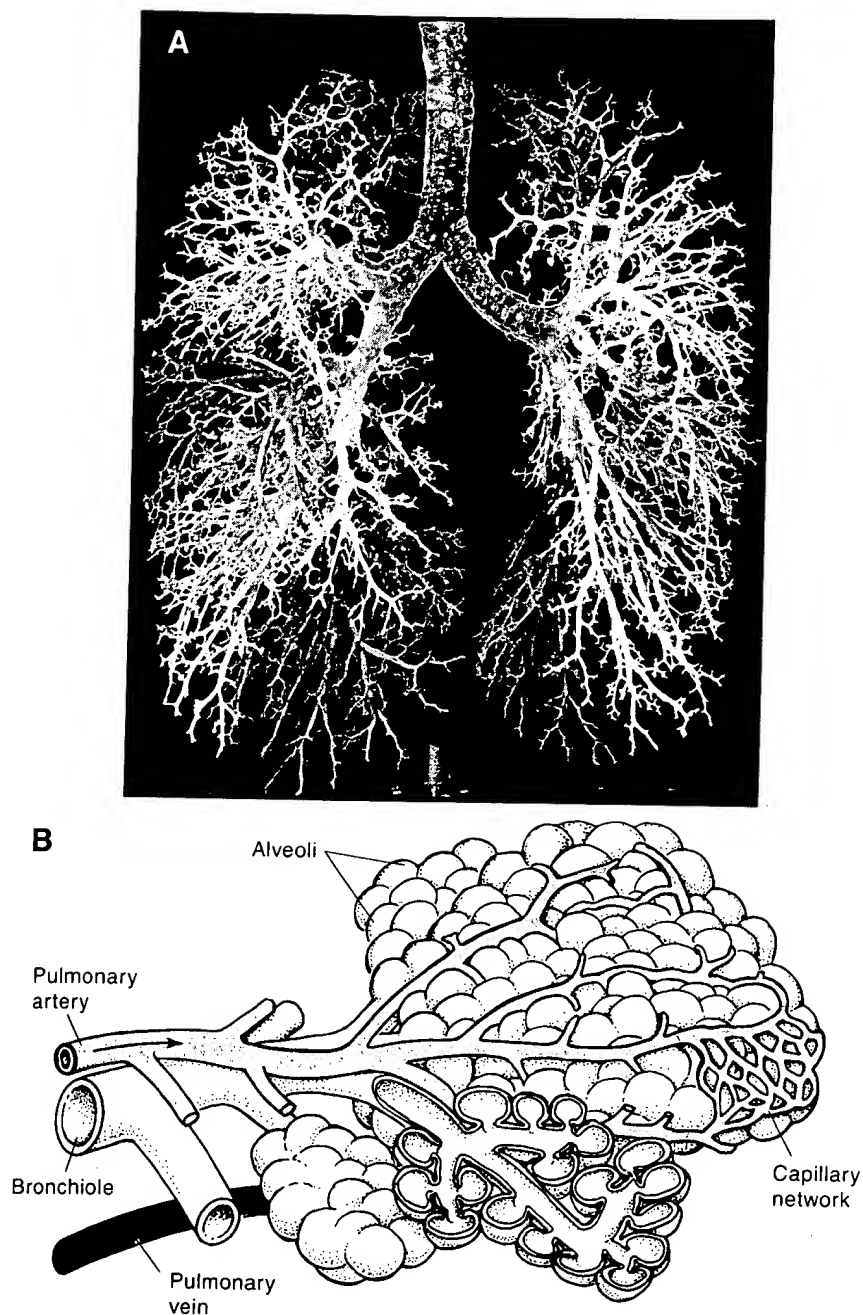 A
B
Alveoli
Pulmonary
artery
Bronchiole
Capillary
network
Pulmonary
vein